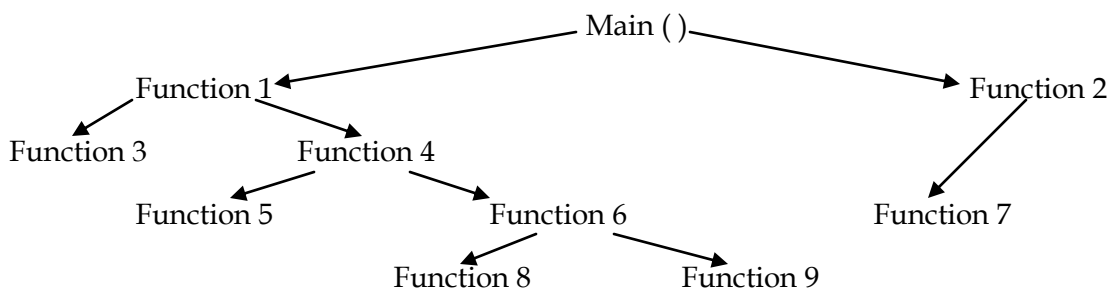 Main ( )
Function 1
Function 2
Function 3
Function 4
Function 5
Function 6
Function 7
Function 8
Function 9